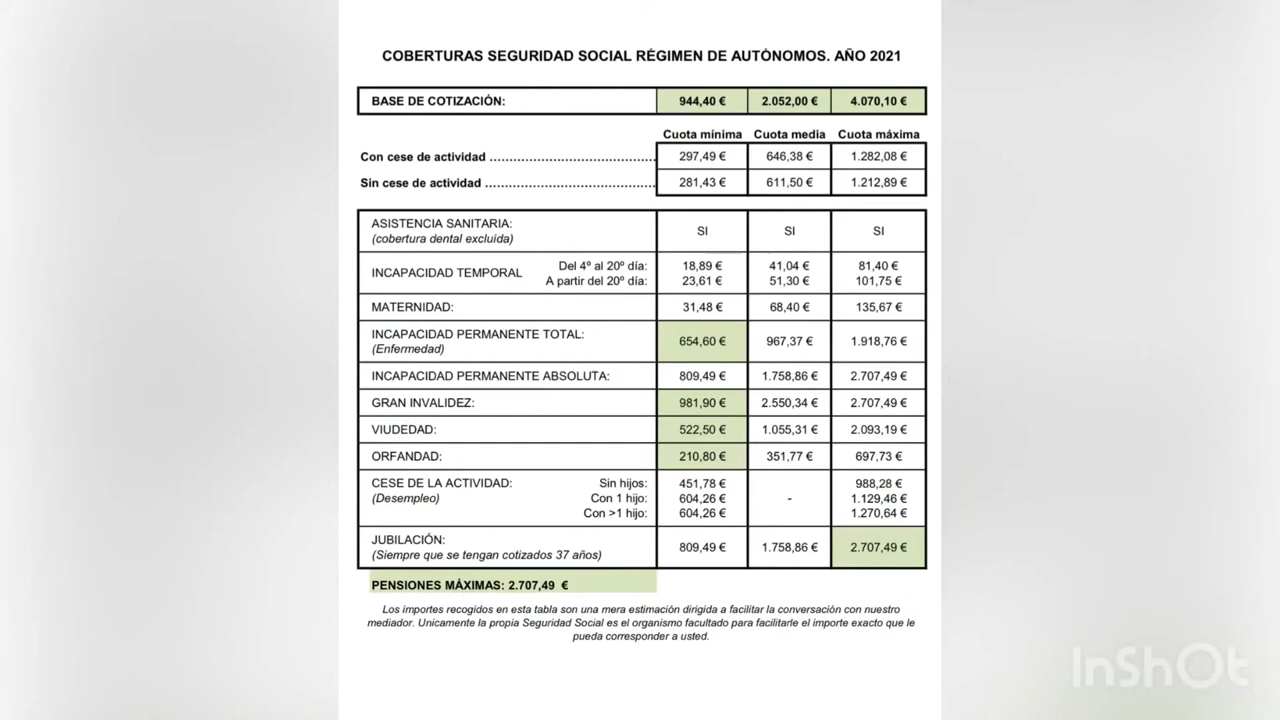 COBERTURAS SEGURIDAD SOCIAL RÉGIMEN DE AUTÓNOMOS. AÑO 2021
BASE DE COTIZACIÓN: 944,40 € 2.052,00 € 4.070,10 €
Cuota mínima Cuota media Cuota máxima
Con cese de actividad ................................................ 297,49 € 646,38 € 1.282,08 €
Sin cese de actividad ................................................. 281,43 € 611,50 € 1.212,89 €
ASISTENCIA SANITARIA:
(cobertura dental excluída) SI SI SI
INCAPACIDAD TEMPORAL Del 4º al 20º día: 18,89 € 41,04 € 81,40 €
A partir del 20º día: 23,61 € 51,30 € 101,75 €
MATERNIDAD: 31,48 € 68,40 € 135,67 €
INCAPACIDAD PERMANENTE TOTAL:
(Enfermedad) 654,60 € 967,37 € 1.918,76 €
INCAPACIDAD PERMANENTE ABSOLUTA: 809,49 € 1.758,86 € 2.707,49 €
GRAN INVALIDEZ: 981,90 € 2.550,34 € 2.707,49 €
VIUDEDAD: 522,50 € 1.055,31 € 2.093,19 €
ORFANDAD: 210,80 € 351,77 € 697,73 €
CESE DE LA ACTIVIDAD: Sin hijos: 451,78 € 988,28 €
(Desempleo) Con 1 hijo: 604,26 € - 1.129,46 €
Con >1 hijo: 604,26 € 1.270,64 €
JUBILACIÓN:
(Siempre que se tengan cotizados 37 años) 809,49 € 1.758,86 € 2.707,49 €
PENSIONES MÁXIMAS: 2.707,49 €
Los importes recogidos en esta tabla son una mera estimación dirigida a facilitar la conversación con nuestro
mediador. Unicamente la propia Seguridad Social es el organismo facultado para facilitarle el importe exacto que le
pueda corresponder a usted.
InShOt